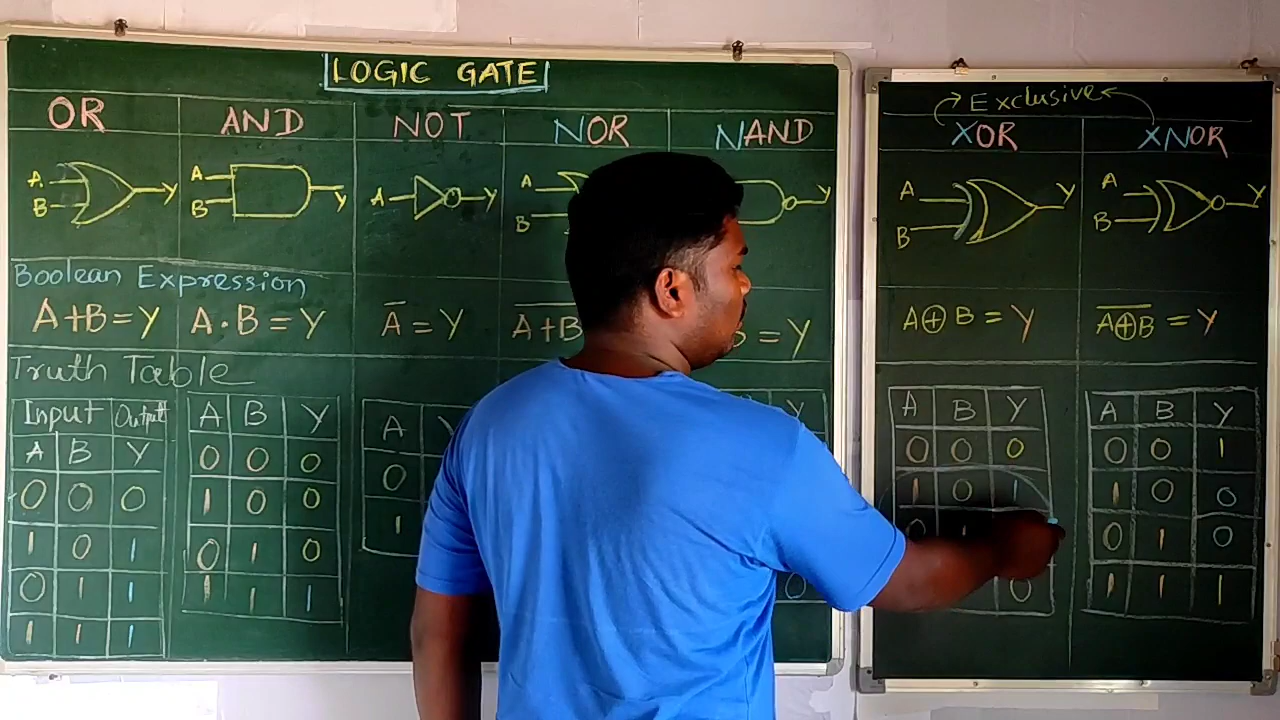 LOGIC GATE
OR AND NOT NOR NAND
A B Y A B Y A Y A B Y
Boolean Expression
A+B=Y A.B=Y A̅=Y A̅+̅B̅ =Y
Truth Table
Input Output A B Y A Y
A B Y 0 0 0 0
0 0 0 1 0 0 1
1 0 1 0 1 0
0 1 1 1 1 1 0
1 1 1
Exclusive
XOR XNOR
A B Y A B Y
A⊕B=Y A̅⊕̅B̅=Y
A B Y A B Y
0 0 0 0 0 1
1 0 1 1 0 0
0 1 0 1 0
0 1 1 1